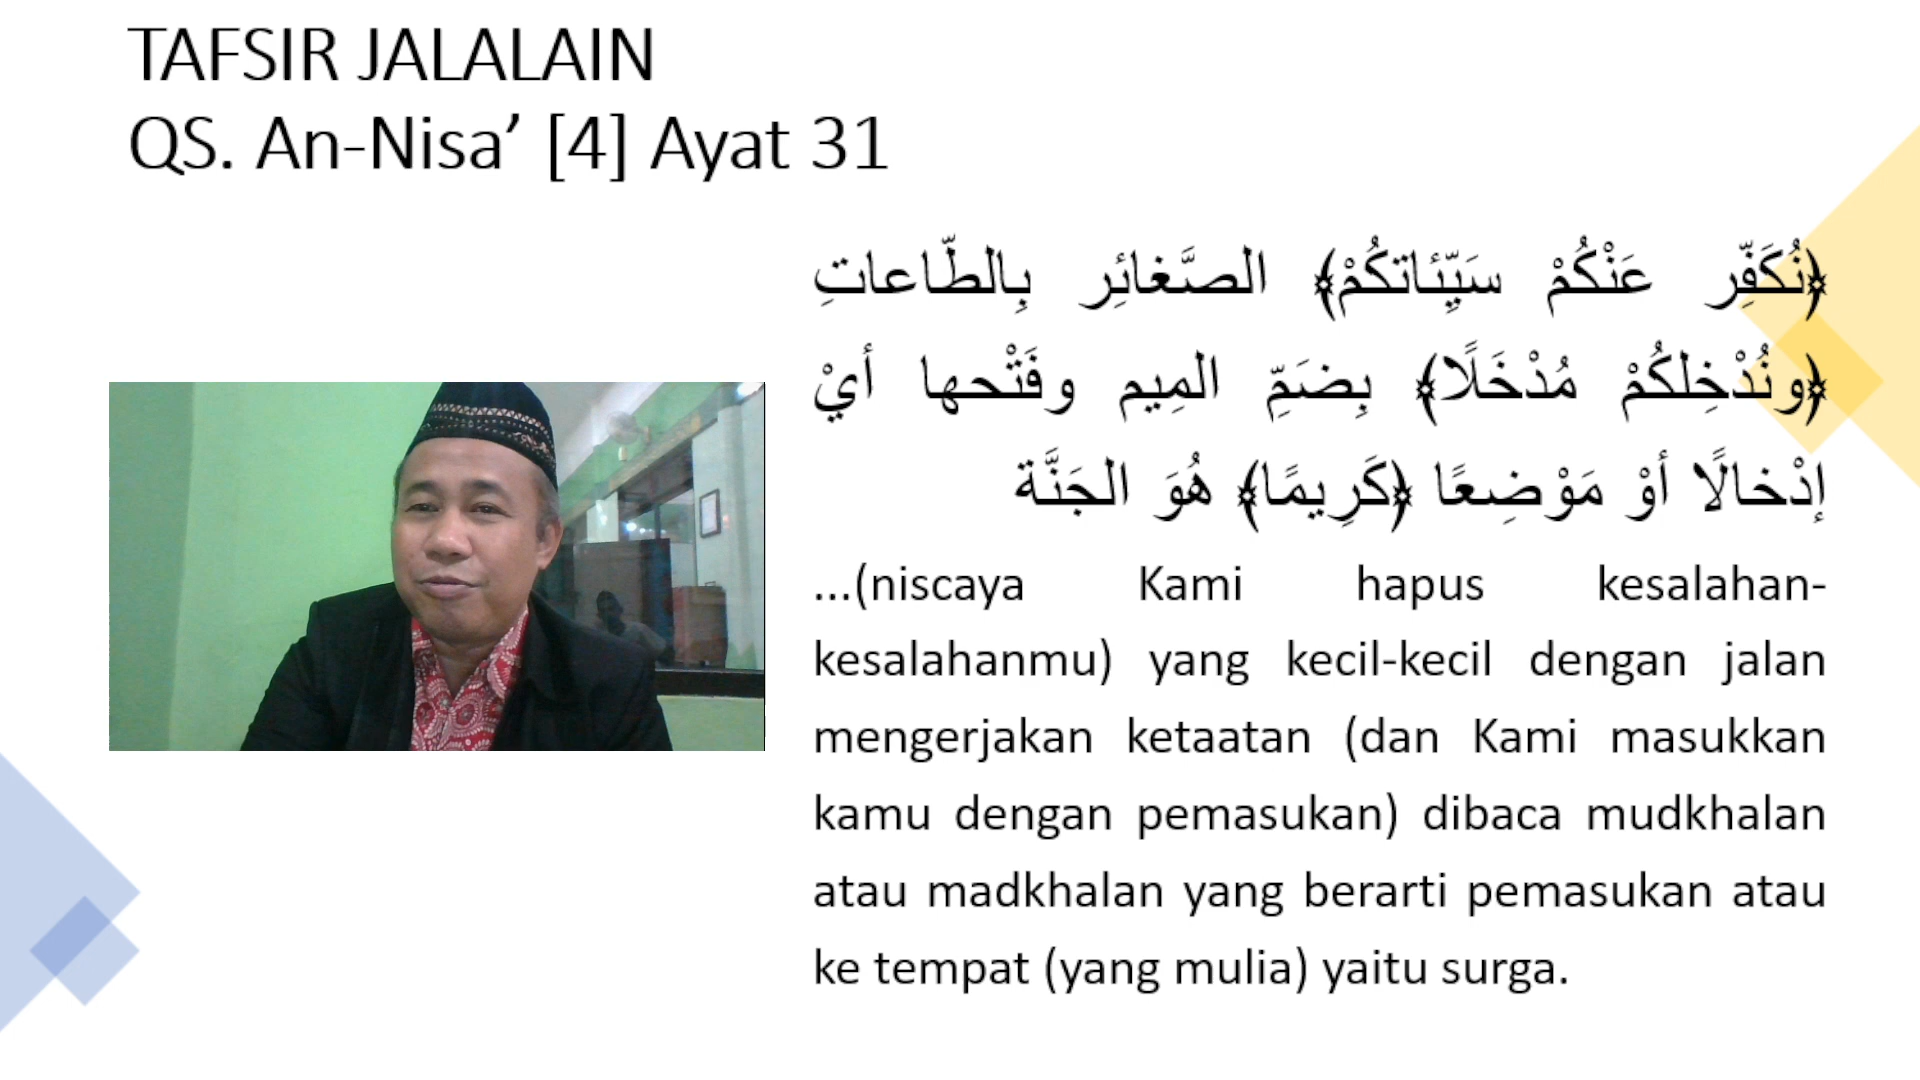 TAFSIR JALALAIN
QS. An-Nisa’ [4] Ayat 31
﴿نُكَفِّر عَنْكُمْ سَيِّئاتكُمْ﴾ الصَّغائِر بِالطّاعاتِ
﴿ونُدْخِلكُمْ مُدْخَلًا﴾ بِضَمِّ المِيم وفَتْحها أيْ
إدْخالًا أوْ مَوْضِعًا ﴿كَرِيمًا﴾ هُوَ الجَنَّة
...(niscaya Kami hapus kesalahan-
kesalahanmu) yang kecil-kecil dengan jalan
mengerjakan ketaatan (dan Kami masukkan
kamu dengan pemasukan) dibaca mudkhalan
atau madkhalan yang berarti pemasukan atau
ke tempat (yang mulia) yaitu surga.